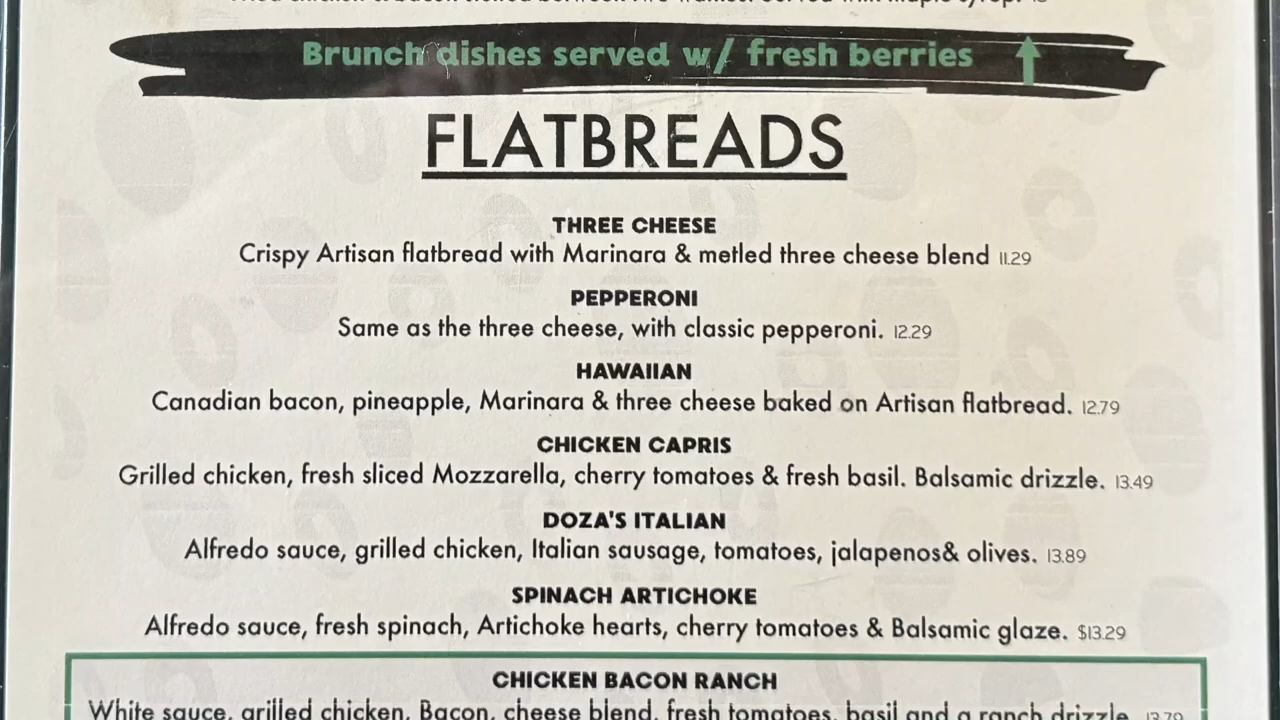 Brunch dishes served w/ fresh berries
FLATBREADS
THREE CHEESE
Crispy Artisan flatbread with Marinara & metled three cheese blend 11.29
PEPPERONI
Same as the three cheese, with classic pepperoni. 12.29
HAWAIIAN
Canadian bacon, pineapple, Marinara & three cheese baked on Artisan flatbread. 12.79
CHICKEN CAPRIS
Grilled chicken, fresh sliced Mozzarella, cherry tomatoes & fresh basil. Balsamic drizzle. 13.49
DOZA'S ITALIAN
Alfredo sauce, grilled chicken, Italian sausage, tomatoes, jalapenos& olives. 13.89
SPINACH ARTICHOKE
Alfredo sauce, fresh spinach, Artichoke hearts, cherry tomatoes & Balsamic glaze. $13.29
CHICKEN BACON RANCH
White sauce, grilled chicken, Bacon, cheese blend, fresh tomatoes, basil and a ranch drizzle.